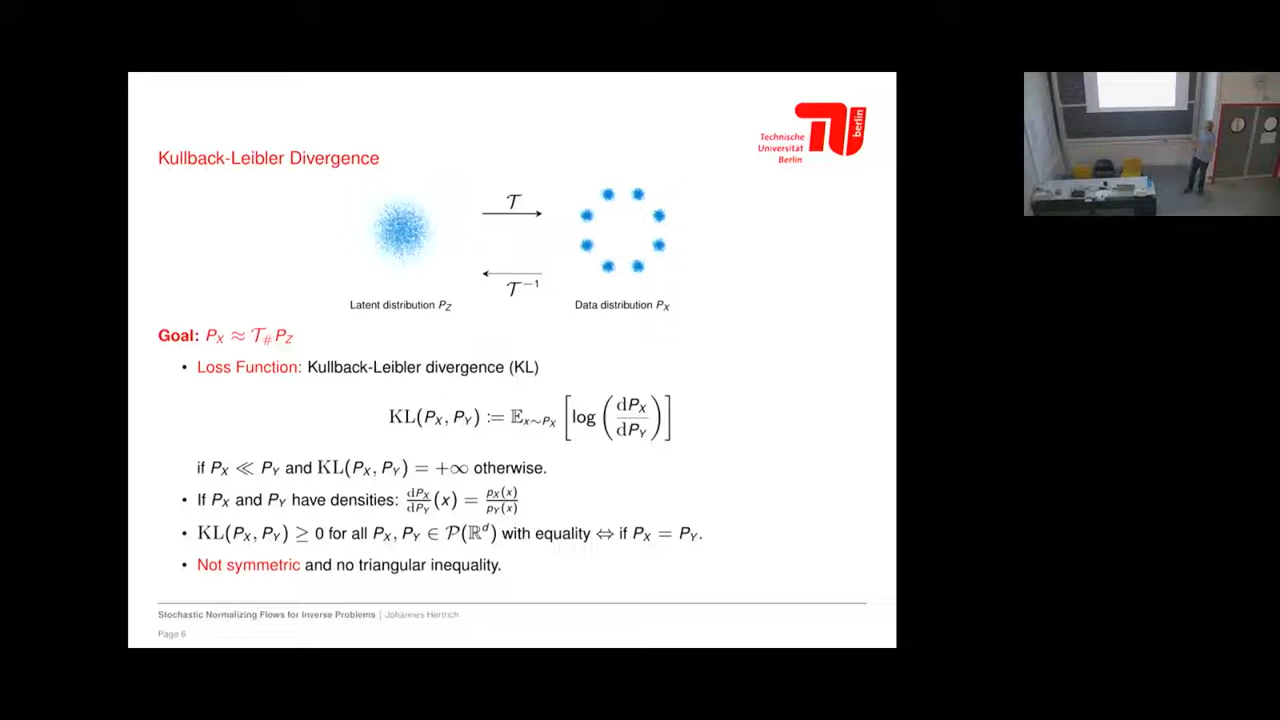 Technische
Universität
Berlin
berlin
Kullback-Leibler Divergence
𝒯
𝒯⁻¹
Latent distribution P_Z
Data distribution P_X
Goal: P_X ≈ 𝒯_# P_Z
• Loss Function: Kullback-Leibler divergence (KL)
KL(P_X, P_Y) := 𝔼_{x∼P_X} [log (dP_X/dP_Y)]
if P_X ≪ P_Y and KL(P_X, P_Y) = +∞ otherwise.
• If P_X and P_Y have densities: dP_X/dP_Y (x) = p_X(x)/p_Y(x)
• KL(P_X, P_Y) ≥ 0 for all P_X, P_Y ∈ 𝒫(ℝ^d) with equality ⇔ if P_X = P_Y.
• Not symmetric and no triangular inequality.
Stochastic Normalizing Flows for Inverse Problems | Johannes Hertrich
Page 6